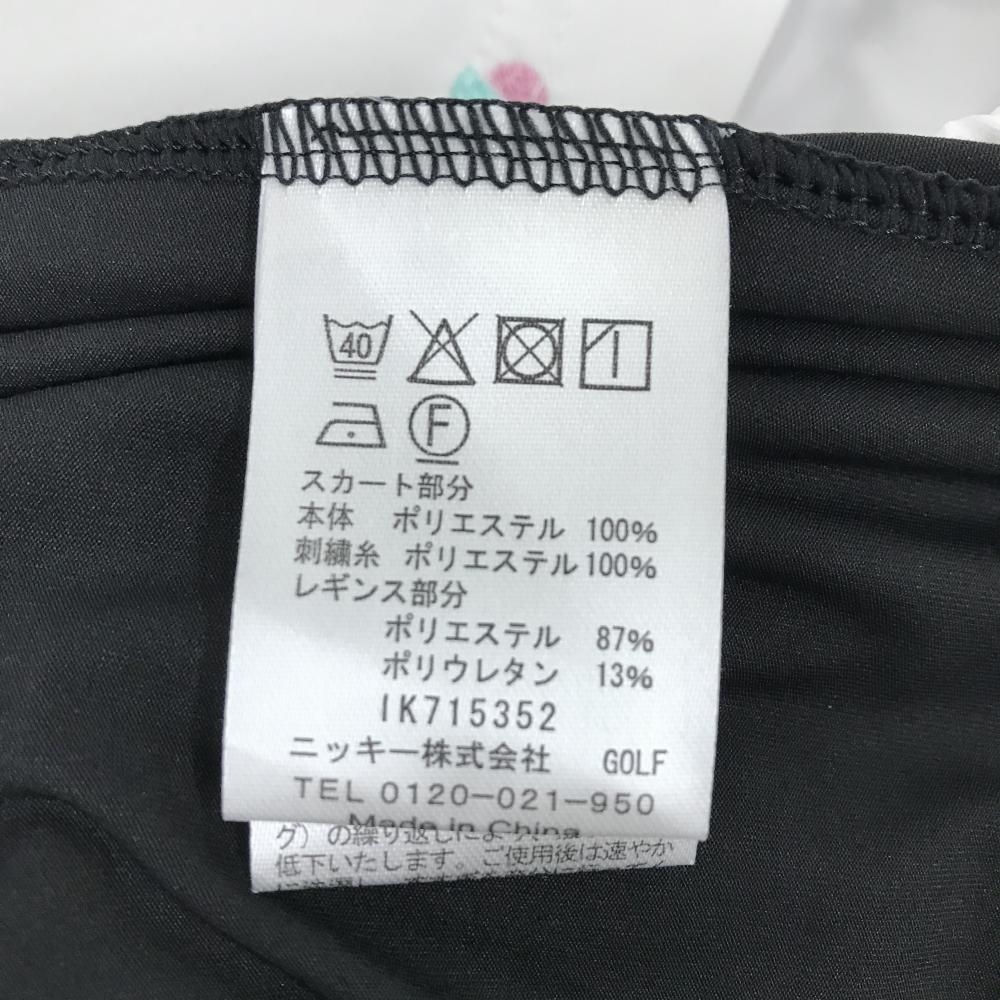 40
F
スカート部分
本体 ポリエステル 100%
刺繍糸 ポリエステル 100%
レギンス部分
ポリエステル 87%
ポリウレタン 13%
IK715352
ニッキー株式会社 GOLF
TEL 0120-021-950
Made in China
グ）の繰り返しによ
低下いたします。ご使用後は速やか